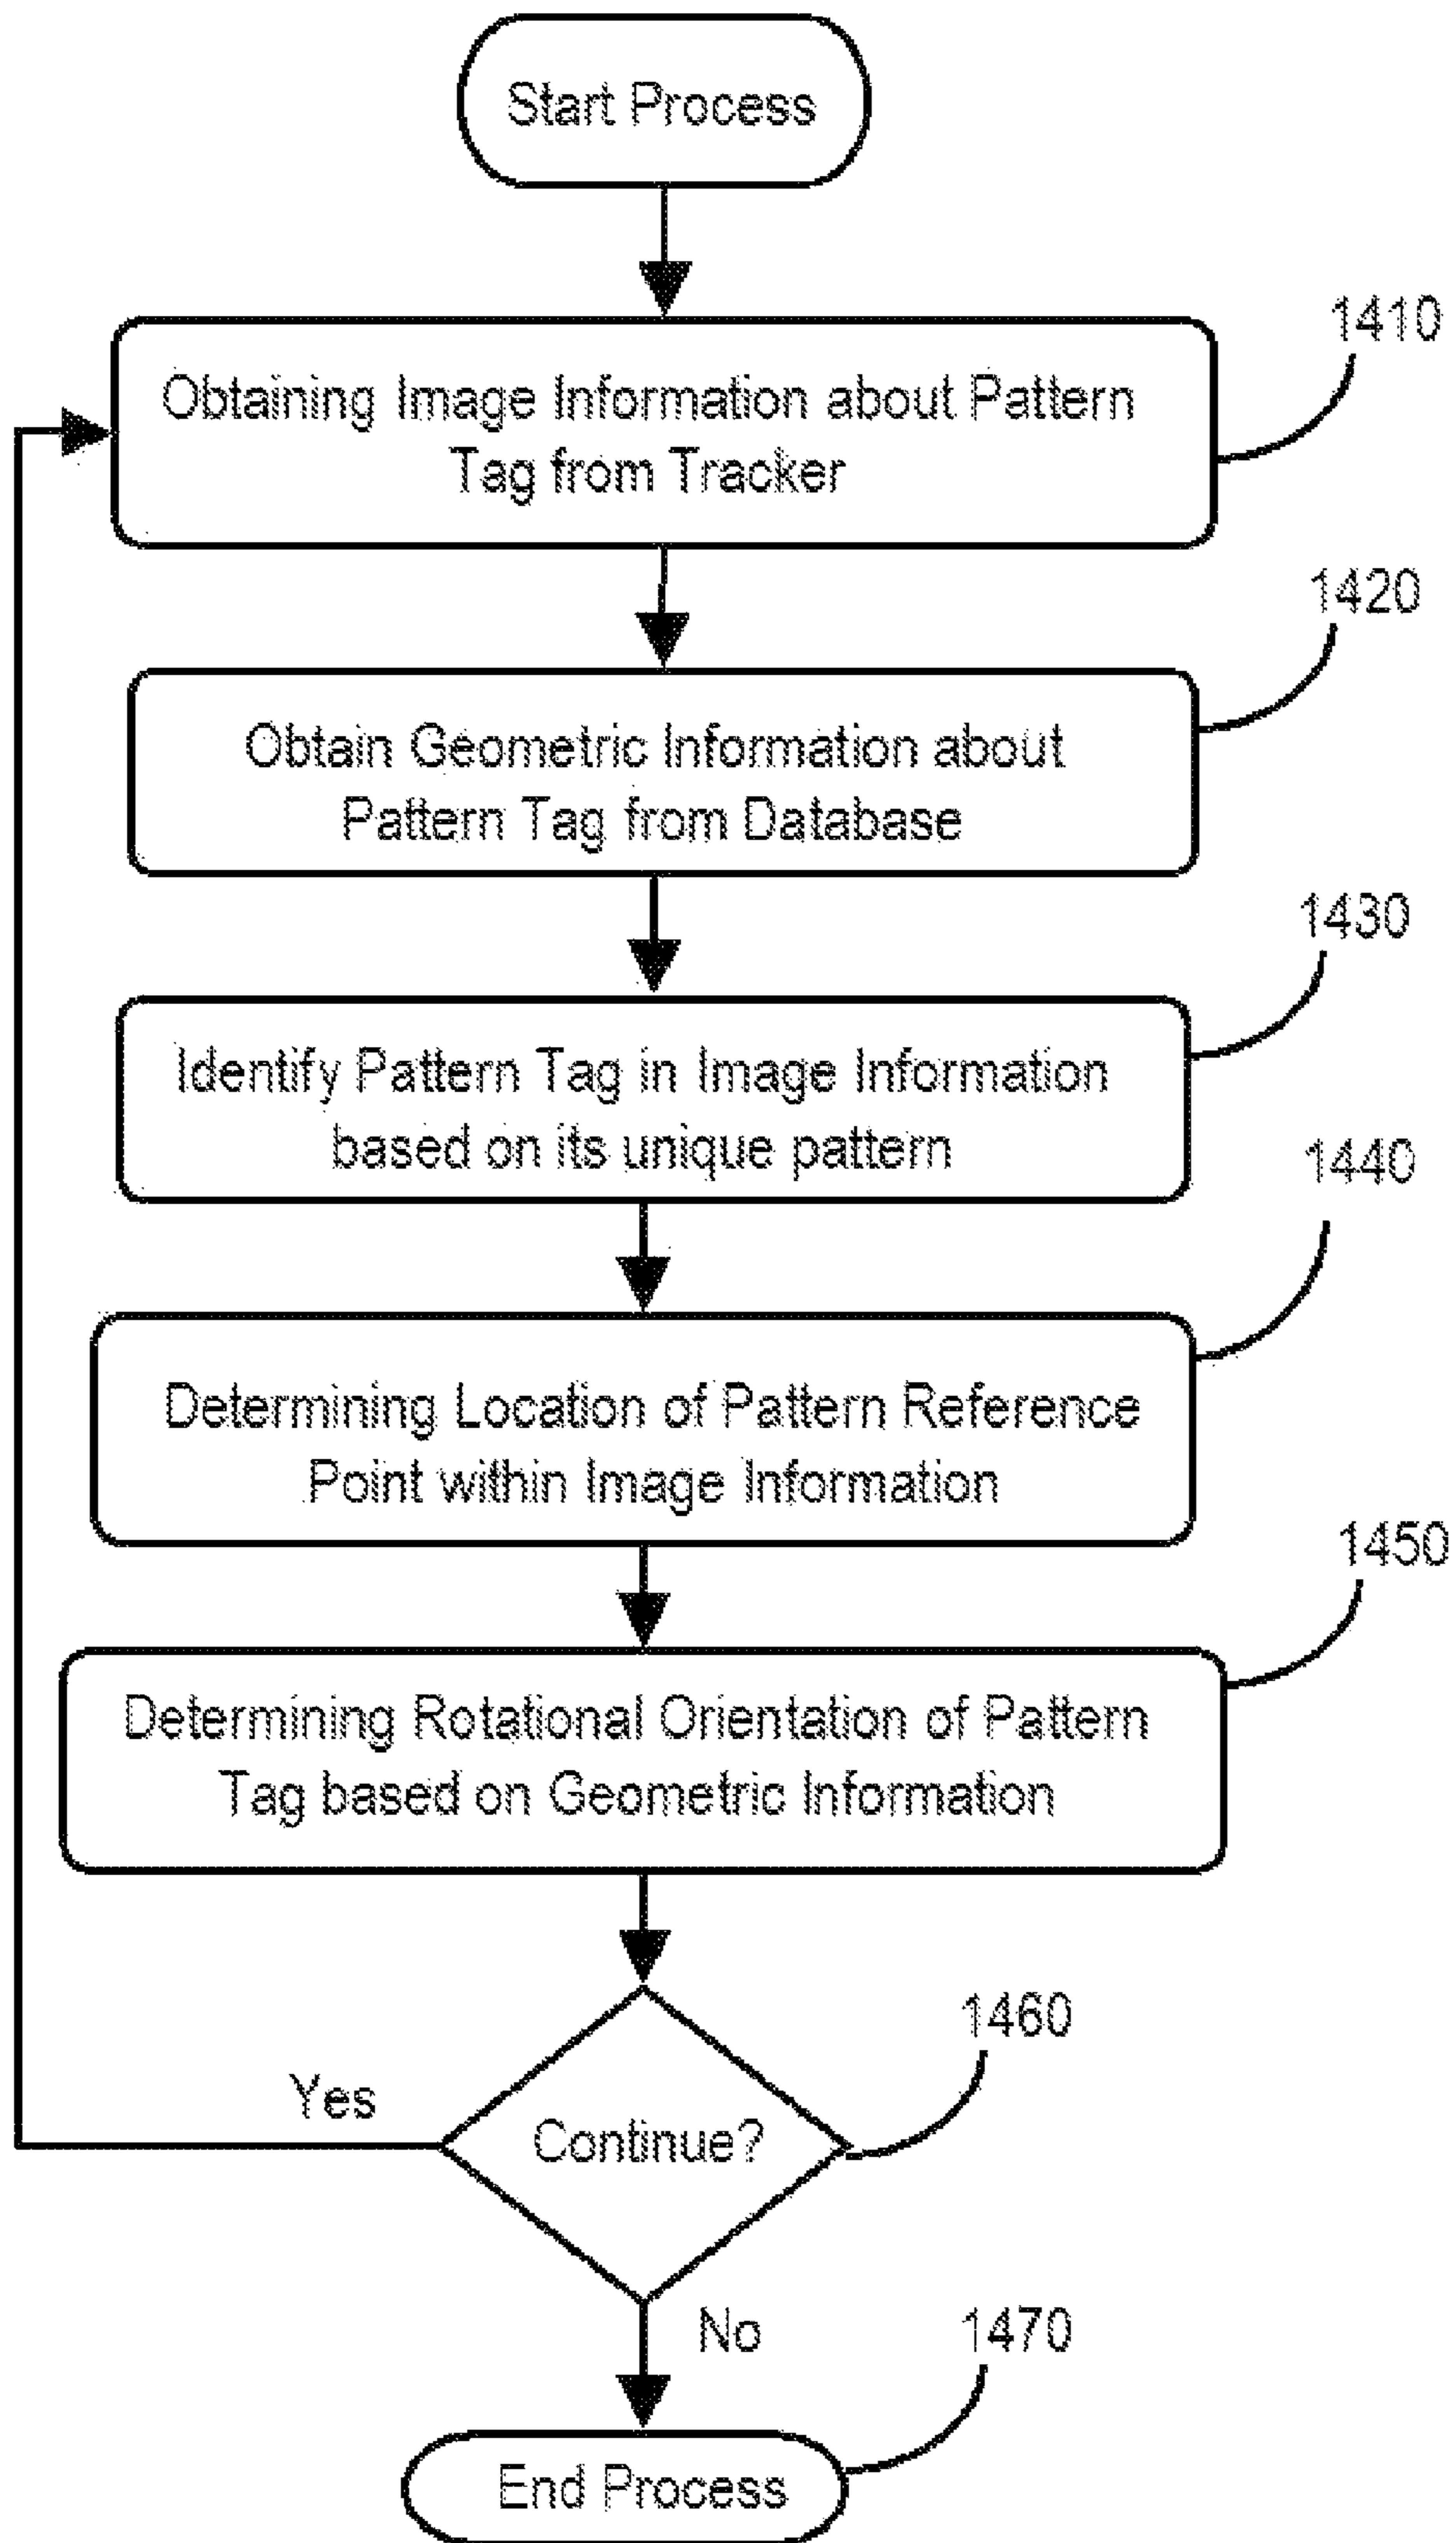 Start Process
1410
Obtaining Image Information about Pattern
Tag from Tracker
1420
Obtain Geometric Information about
Pattern Tag from Database
1430
Identify Pattern Tag in Image Information
based on its unique pattern
1440
Determining Location of Pattern Reference
Point within Image Information
1450
Determining Rotational Orientation of Pattern
Tag based on Geometric Information
1460
Yes
Continue?
No
1470
End Process